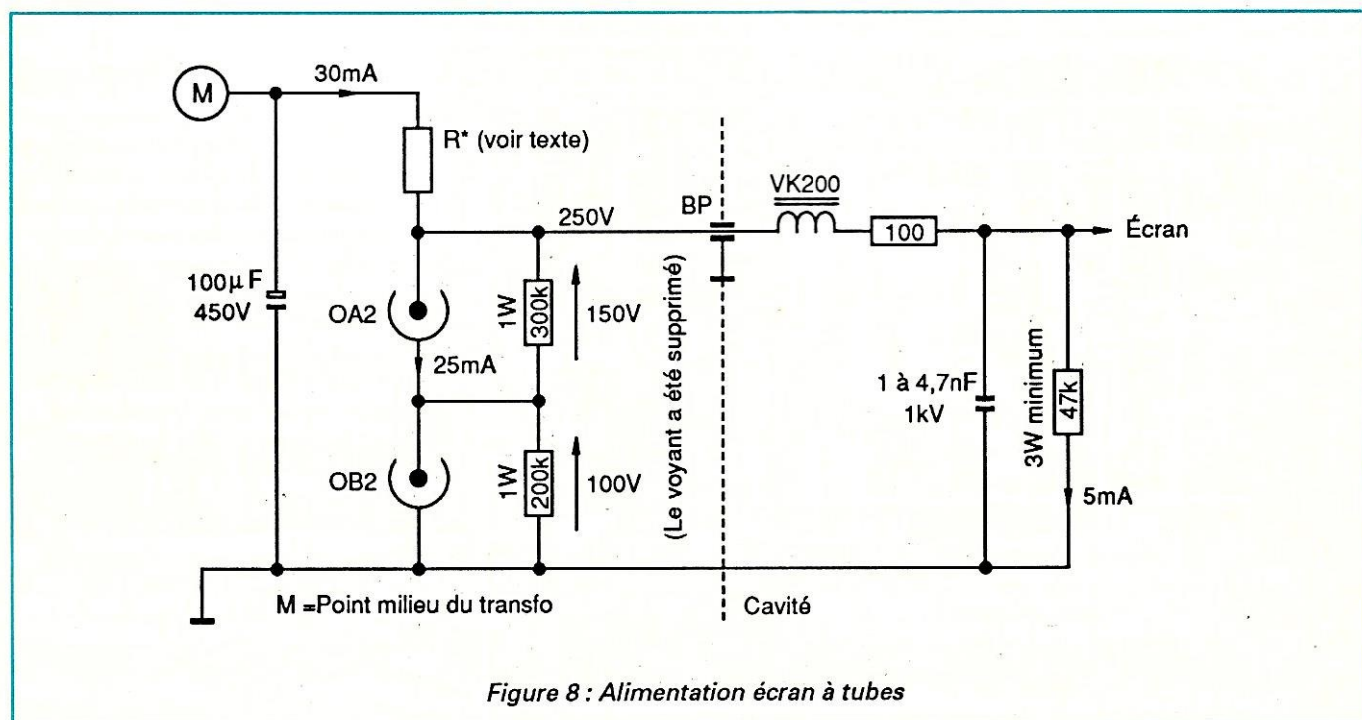 30mA
M
R* (voir texte)
VK200
BP
250V
100
Écran
100µF
450V
OA2
1W
300k
150V
25mA
(Le voyant a été supprimé)
1 à 4,7nF
1kV
3W minimum
47k
OB2
1W
200k
100V
5mA
M =Point milieu du transfo
Cavité
Figure 8 : Alimentation écran à tubes